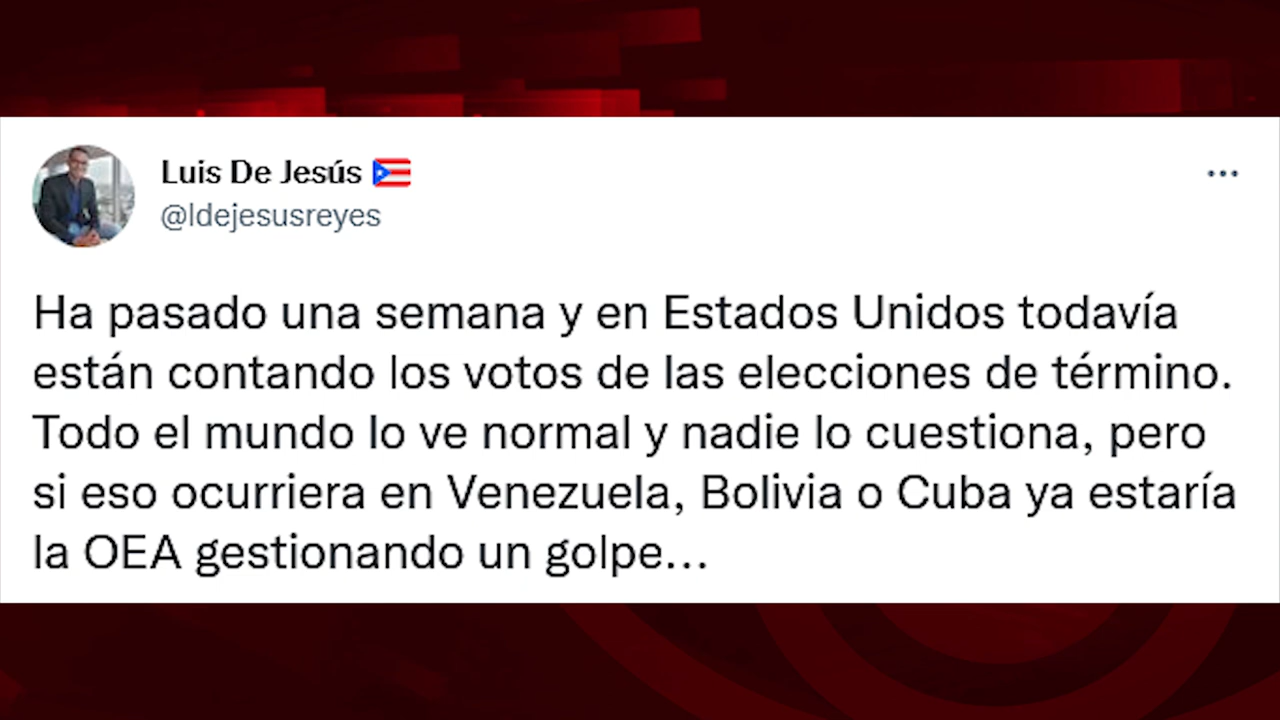 Luis De Jesús 🇵🇷
@ldejesusreyes
Ha pasado una semana y en Estados Unidos todavía
están contando los votos de las elecciones de término.
Todo el mundo lo ve normal y nadie lo cuestiona, pero
si eso ocurriera en Venezuela, Bolivia o Cuba ya estaría
la OEA gestionando un golpe...